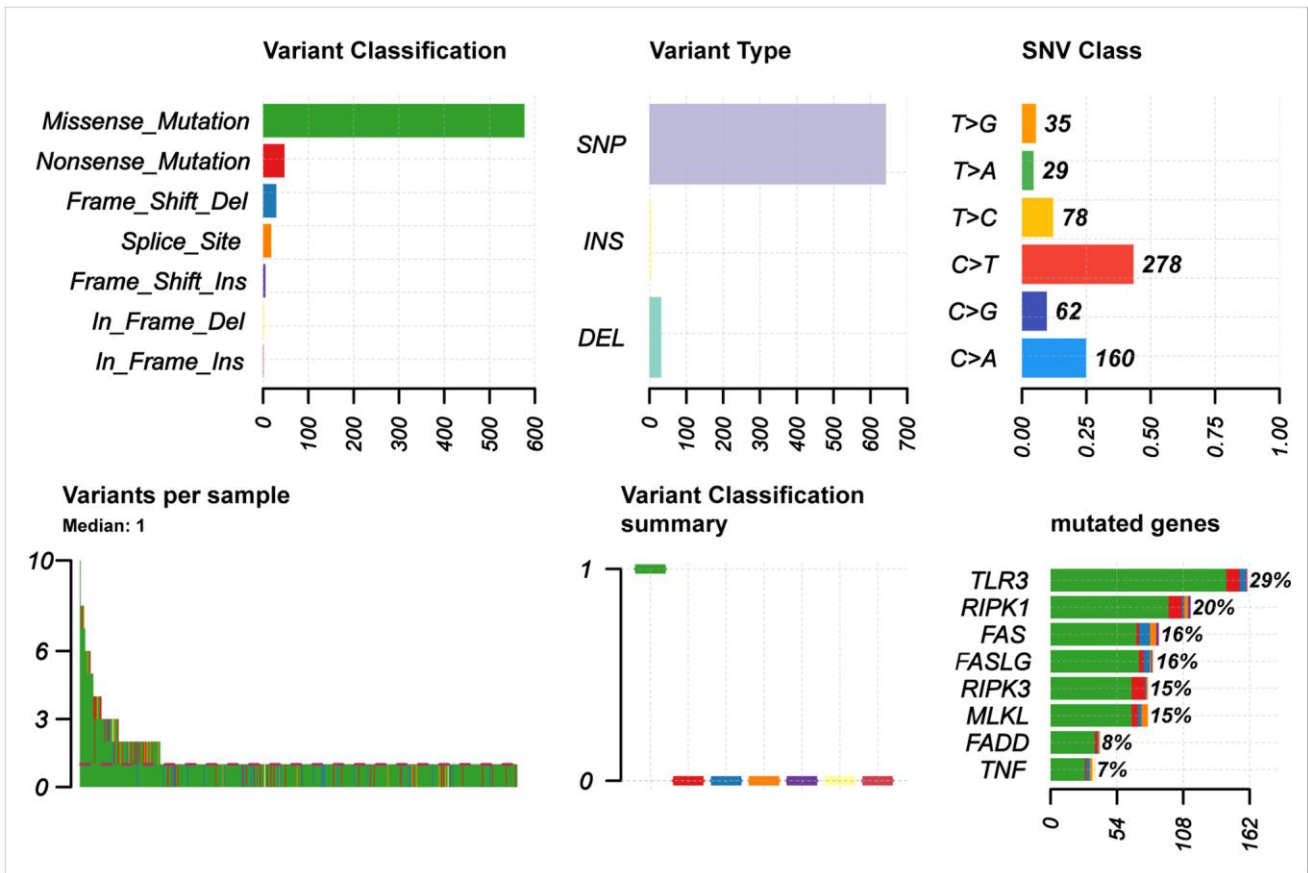 Variant Classification
Missense_Mutation
Nonsense_Mutation
Frame_Shift_Del
Splice_Site
Frame_Shift_Ins
In_Frame_Del
In_Frame_Ins
0 100 200 300 400 500 600
Variant Type
SNP
INS
DEL
0 100 200 300 400 500 600 700
SNV Class
T>G 35
T>A 29
T>C 78
C>T 278
C>G 62
C>A 160
0.00 0.25 0.50 0.75 1.00
Variants per sample
Median: 1
10
6
3
0
Variant Classification
summary
1
0
mutated genes
TLR3 29%
RIPK1 20%
FAS 16%
FASLG 16%
RIPK3 15%
MLKL 15%
FADD 8%
TNF 7%
0 54 108 162